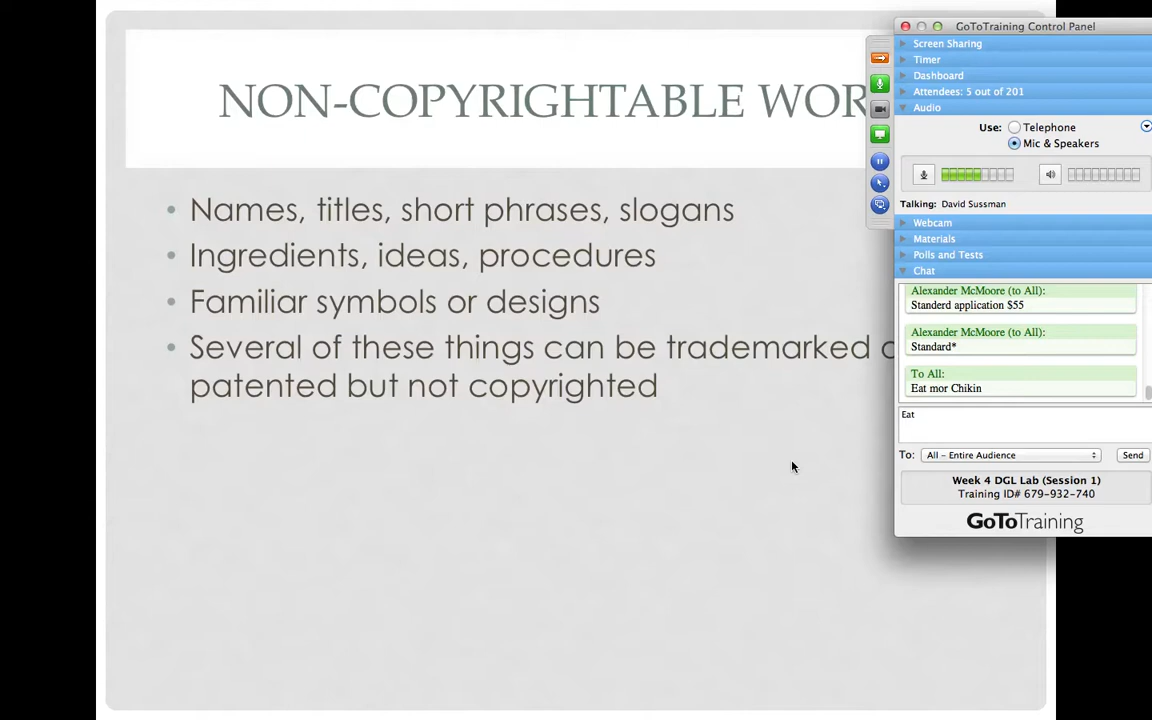 NON-COPYRIGHTABLE WOR
• Names, titles, short phrases, slogans
• Ingredients, ideas, procedures
• Familiar symbols or designs
• Several of these things can be trademarked
patented but not copyrighted
GoToTraining Control Panel
Screen Sharing
Timer
Dashboard
Attendees: 5 out of 201
Audio
Use: Telephone
Mic & Speakers
Talking: David Sussman
Webcam
Materials
Polls and Tests
Chat
Alexander McMoore (to All):
Standerd application $55
Alexander McMoore (to All):
Standard*
To All:
Eat mor Chikin
Eat
To: All - Entire Audience Send
Week 4 DGL Lab (Session 1)
Training ID# 679-932-740
GoToTraining